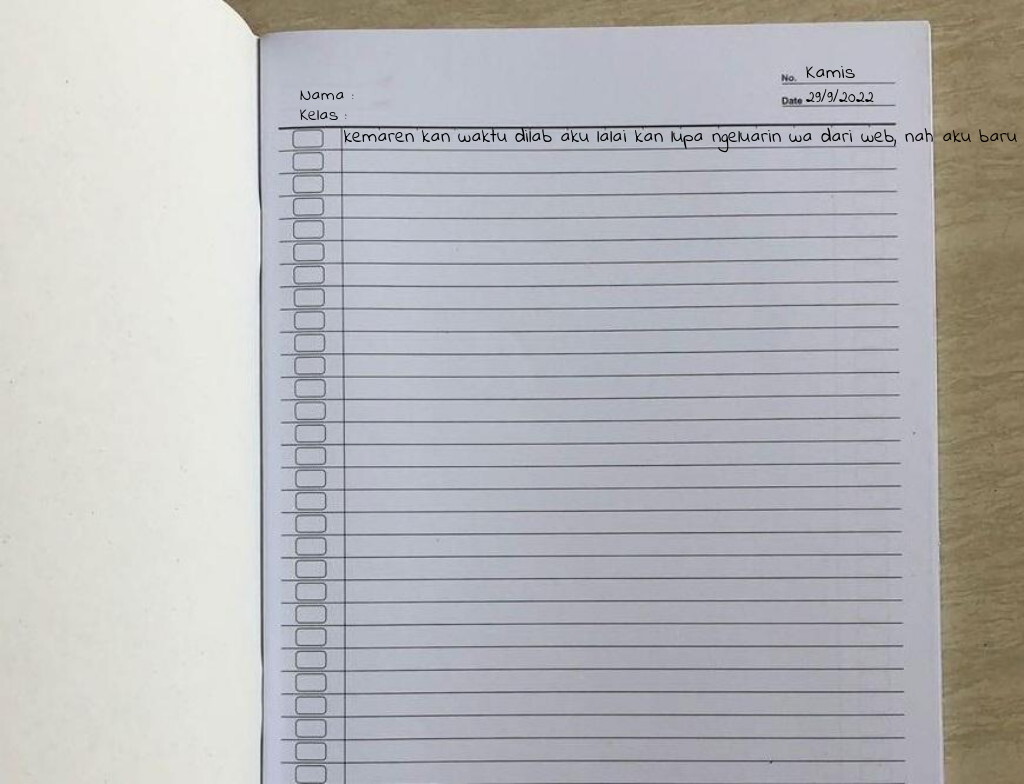 No. Kamis
Nama :
Date 29/9/2022
Kelas :
kemaren kan waktu dilab aku lalai kan lupa ngeluarin wa dari web, nah aku baru